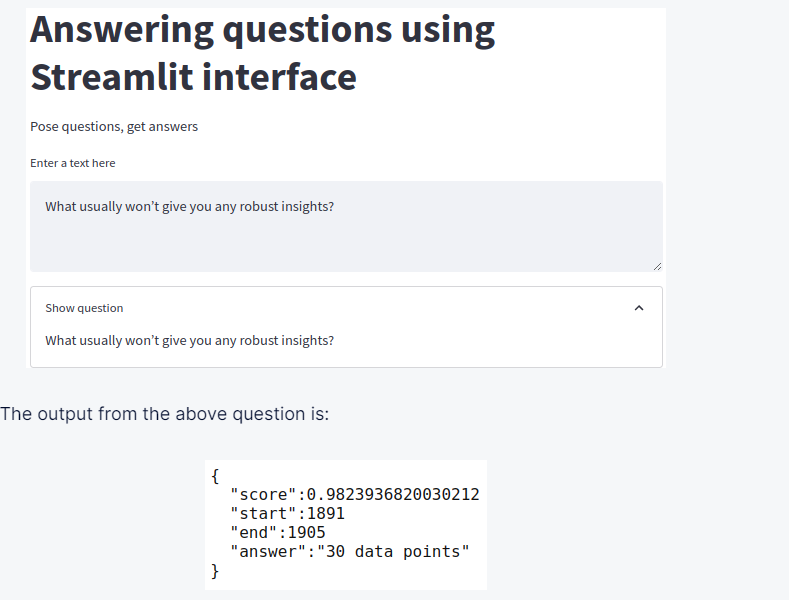 Answering questions using
Streamlit interface
Pose questions, get answers
Enter a text here
What usually won’t give you any robust insights?
Show question
What usually won’t give you any robust insights?
The output from the above question is:
{
"score":0.9823936820030212
"start":1891
"end":1905
"answer":"30 data points"
}